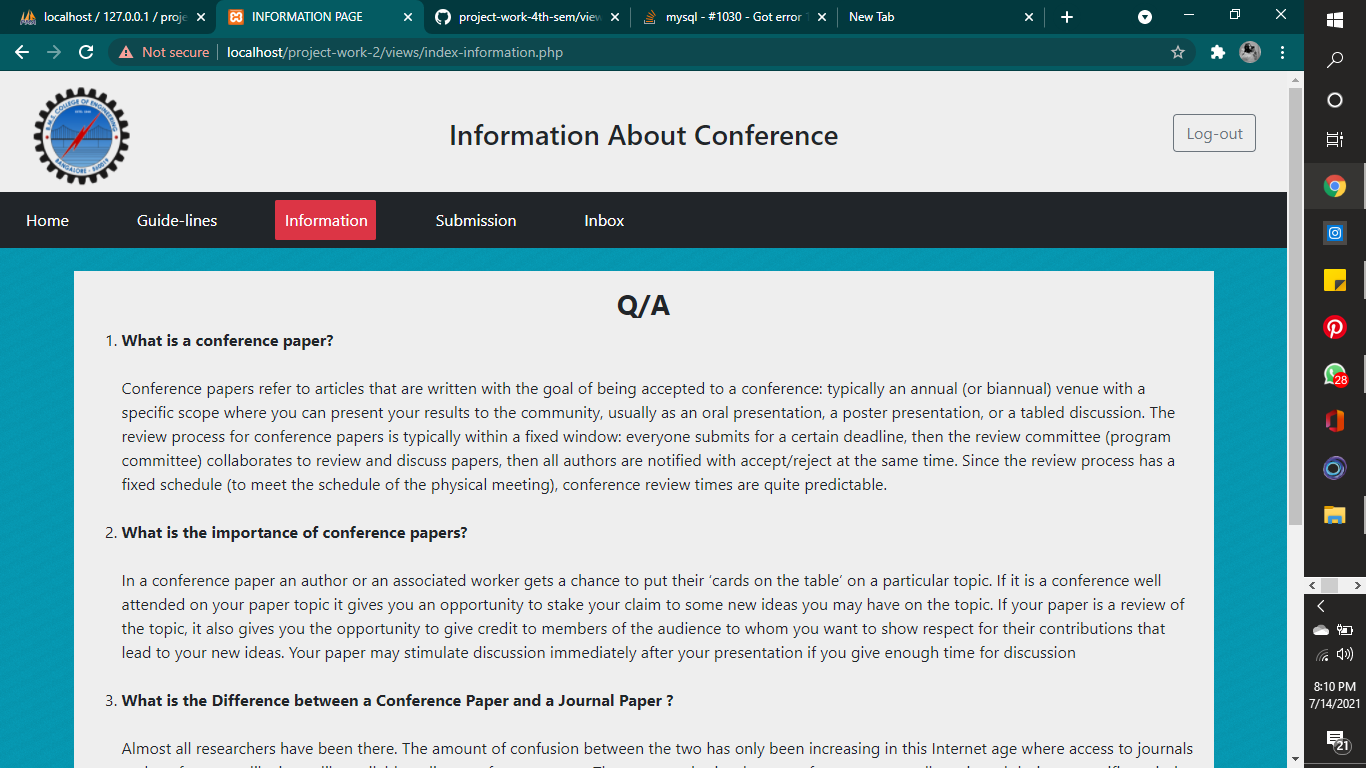 localhost / 127.0.0.1 / proje
INFORMATION PAGE
project-work-4th-sem/view
mysql - #1030 - Got error
New Tab
Not secure
localhost/project-work-2/views/index-information.php
B.M.S. COLLEGE OF ENGINEERING
Information About Conference
Log-out
Home
Guide-lines
Information
Submission
Inbox
Q/A
1. What is a conference paper?
Conference papers refer to articles that are written with the goal of being accepted to a conference: typically an annual (or biannual) venue with a
specific scope where you can present your results to the community, usually as an oral presentation, a poster presentation, or a tabled discussion. The
review process for conference papers is typically within a fixed window: everyone submits for a certain deadline, then the review committee (program
committee) collaborates to review and discuss papers, then all authors are notified with accept/reject at the same time. Since the review process has a
fixed schedule (to meet the schedule of the physical meeting), conference review times are quite predictable.
2. What is the importance of conference papers?
In a conference paper an author or an associated worker gets a chance to put their ‘cards on the table’ on a particular topic. If it is a conference well
attended on your paper topic it gives you an opportunity to stake your claim to some new ideas you may have on the topic. If your paper is a review of
the topic, it also gives you the opportunity to give credit to members of the audience to whom you want to show respect for their contributions that
lead to your new ideas. Your paper may stimulate discussion immediately after your presentation if you give enough time for discussion
3. What is the Difference between a Conference Paper and a Journal Paper ?
Almost all researchers have been there. The amount of confusion between the two has only been increasing in this Internet age where access to journals
28
8:10 PM
7/14/2021
21